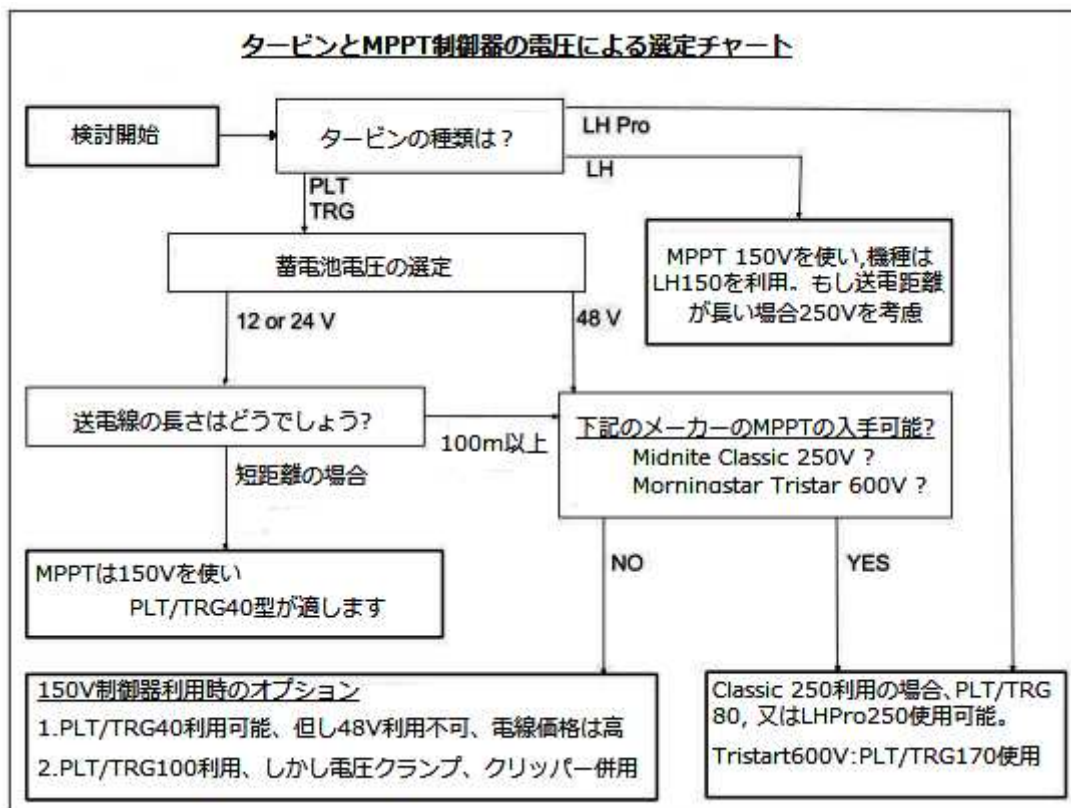 タービンとMPPT制御器の電圧による選定チャート
検討開始
タービンの種類は？
LH Pro
LH
PLT
TRG
蓄電池電圧の選定
MPPT 150Vを使い,機種は
LH150を利用。もし送電距離
が長い場合250Vを考慮
12 or 24 V
48 V
送電線の長さはどうでしょう?
100m以上
下記のメーカーのMPPTの入手可能?
Midnite Classic 250V ?
Morningstar Tristar 600V ?
短距離の場合
NO
YES
MPPTは150Vを使い
PLT/TRG40型が適します
150V制御器利用時のオプション
1.PLT/TRG40利用可能、但し48V利用不可、電線価格は高
2.PLT/TRG100利用、しかし電圧クランプ、クリッパー併用
Classic 250利用の場合、PLT/TRG
80, 又はLHPro250使用可能。
Tristart600V:PLT/TRG170使用